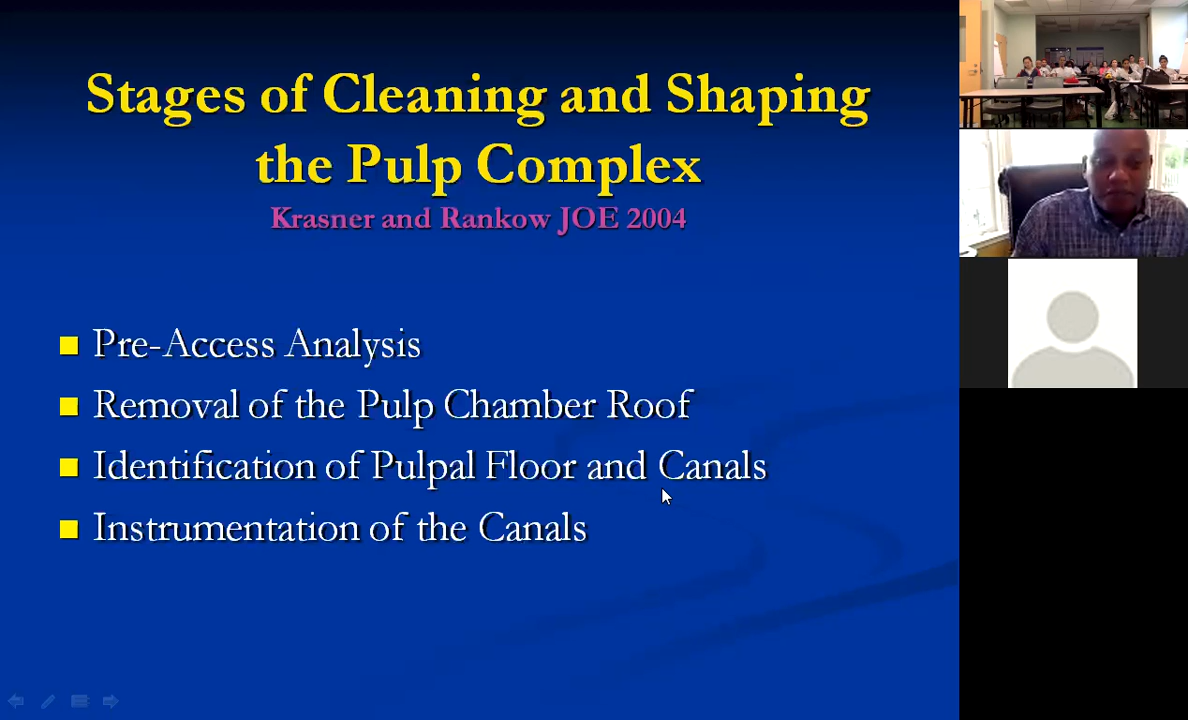 Stages of Cleaning and Shaping
the Pulp Complex
Krasner and Rankow JOE 2004
Pre-Access Analysis
Removal of the Pulp Chamber Roof
Identification of Pulpal Floor and Canals
Instrumentation of the Canals